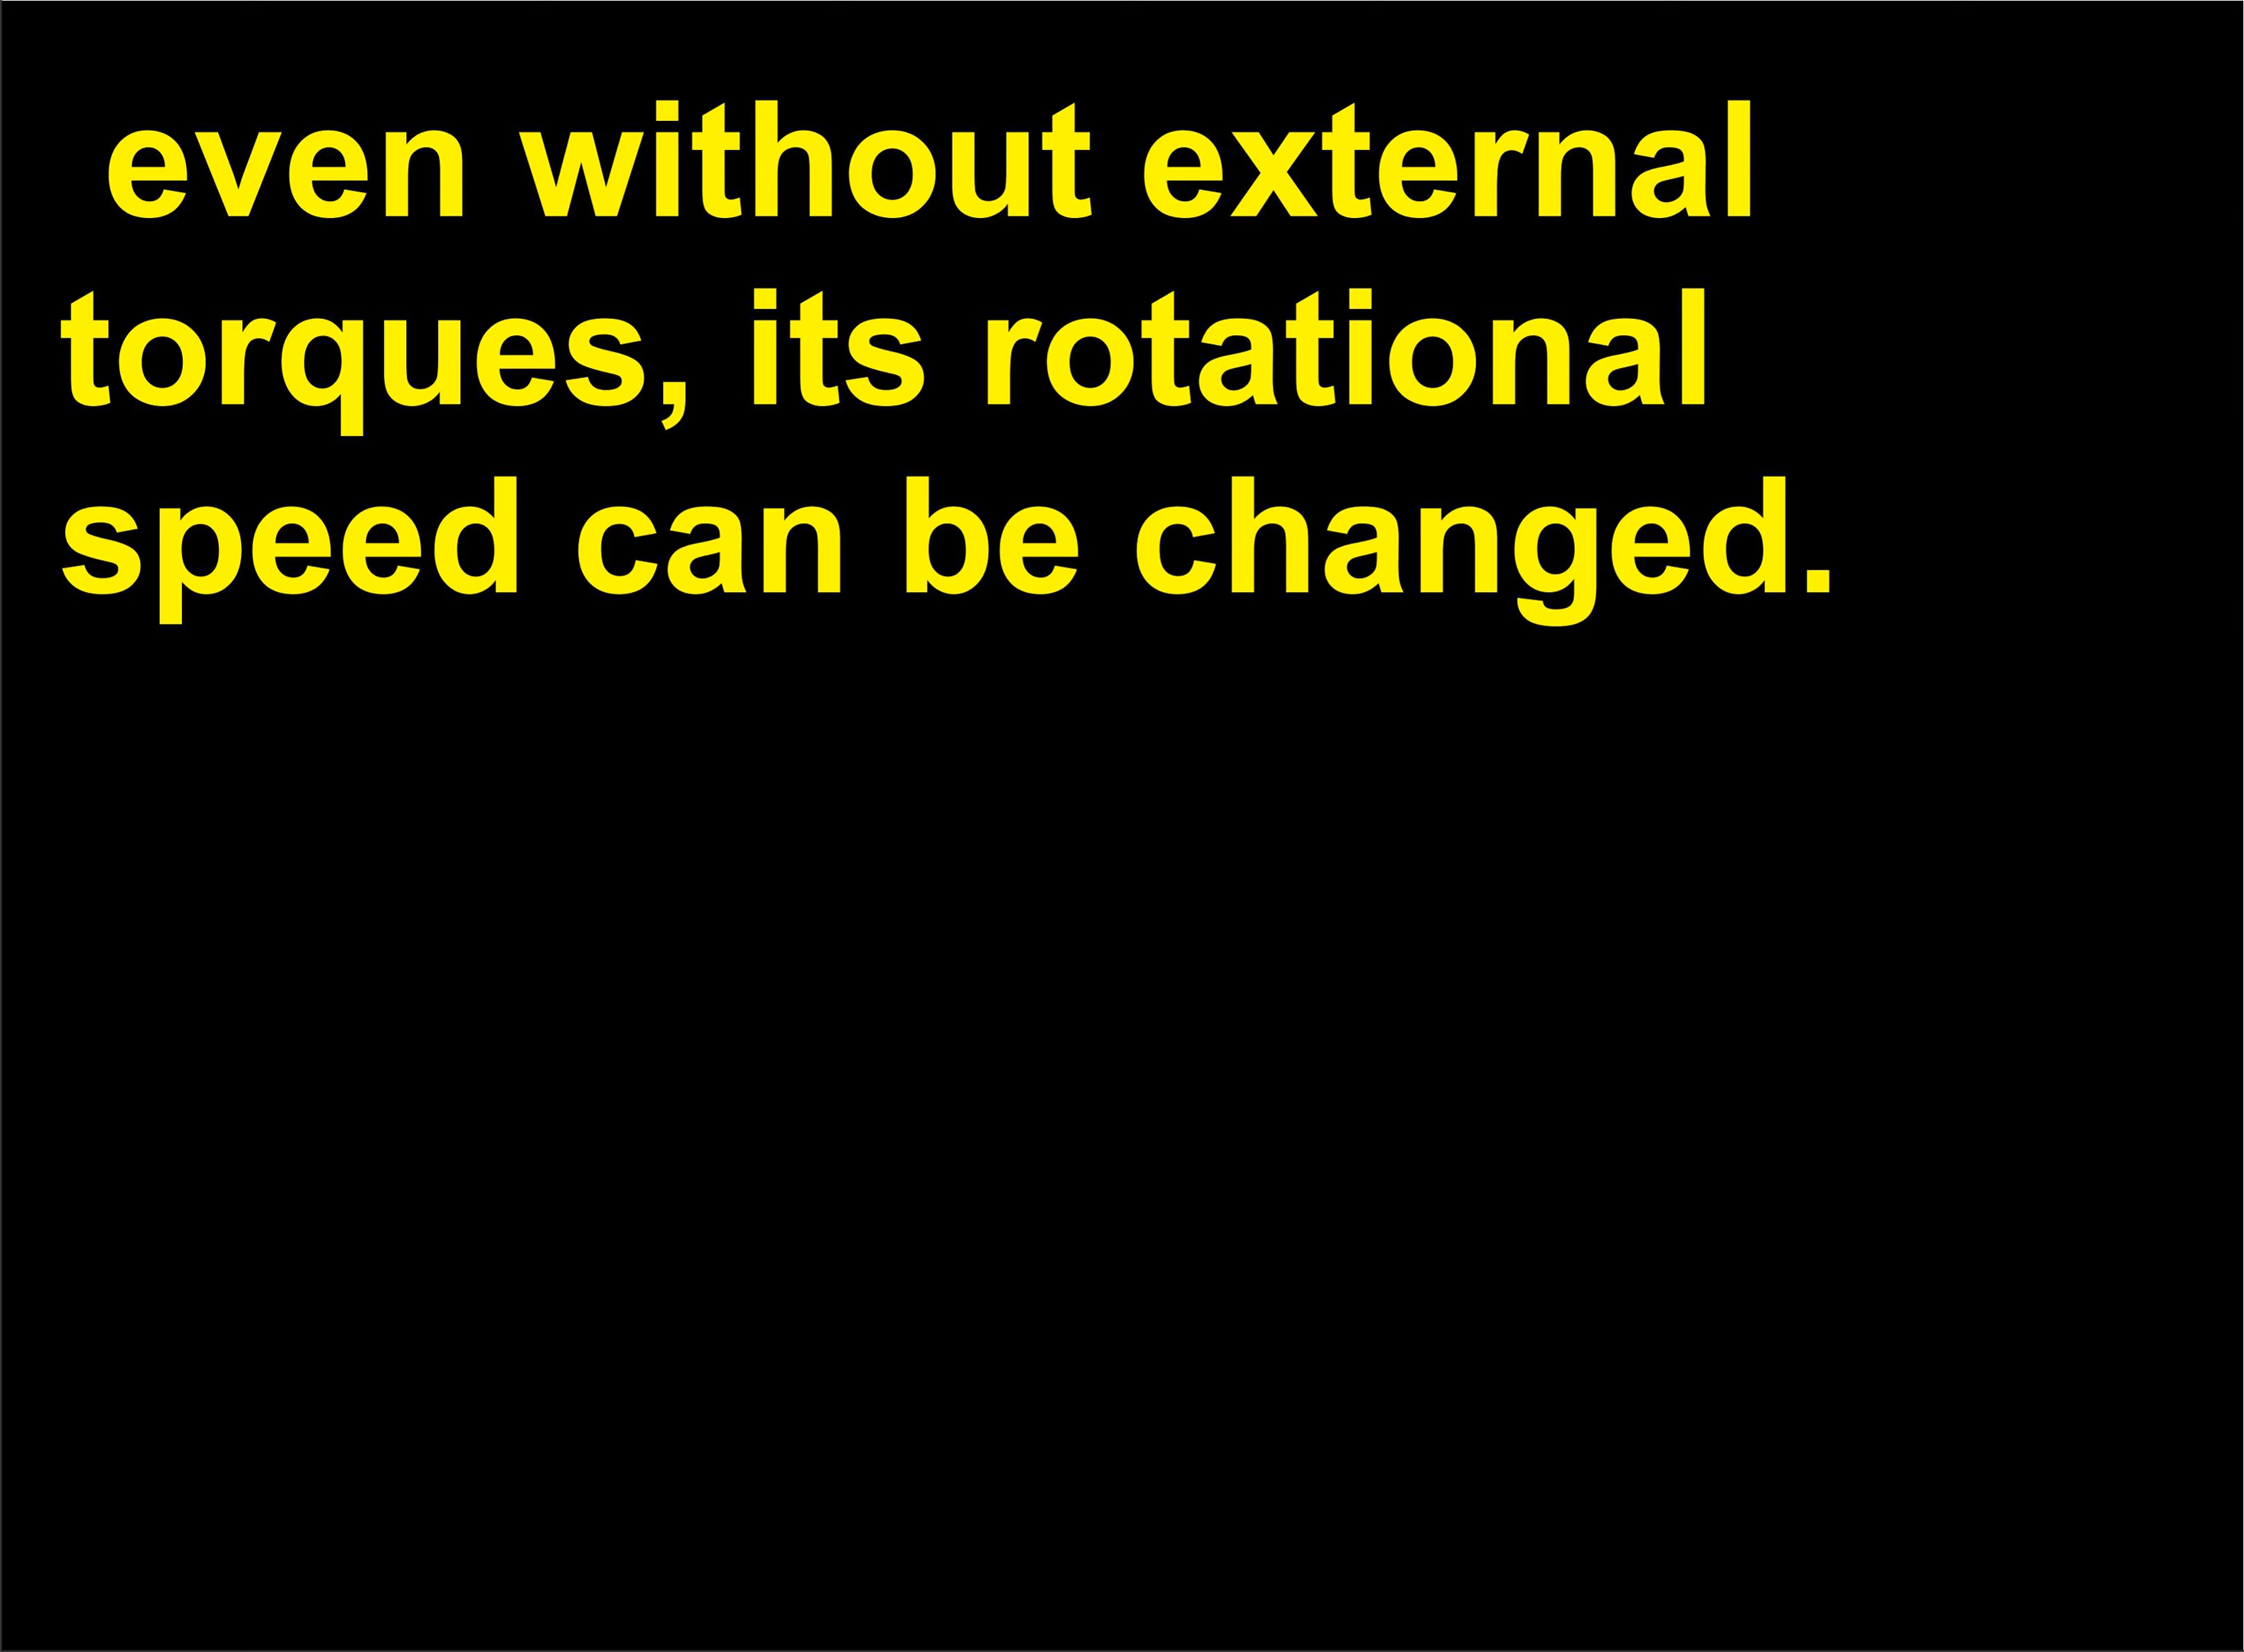 even without external
torques, its rotational
speed can be changed.